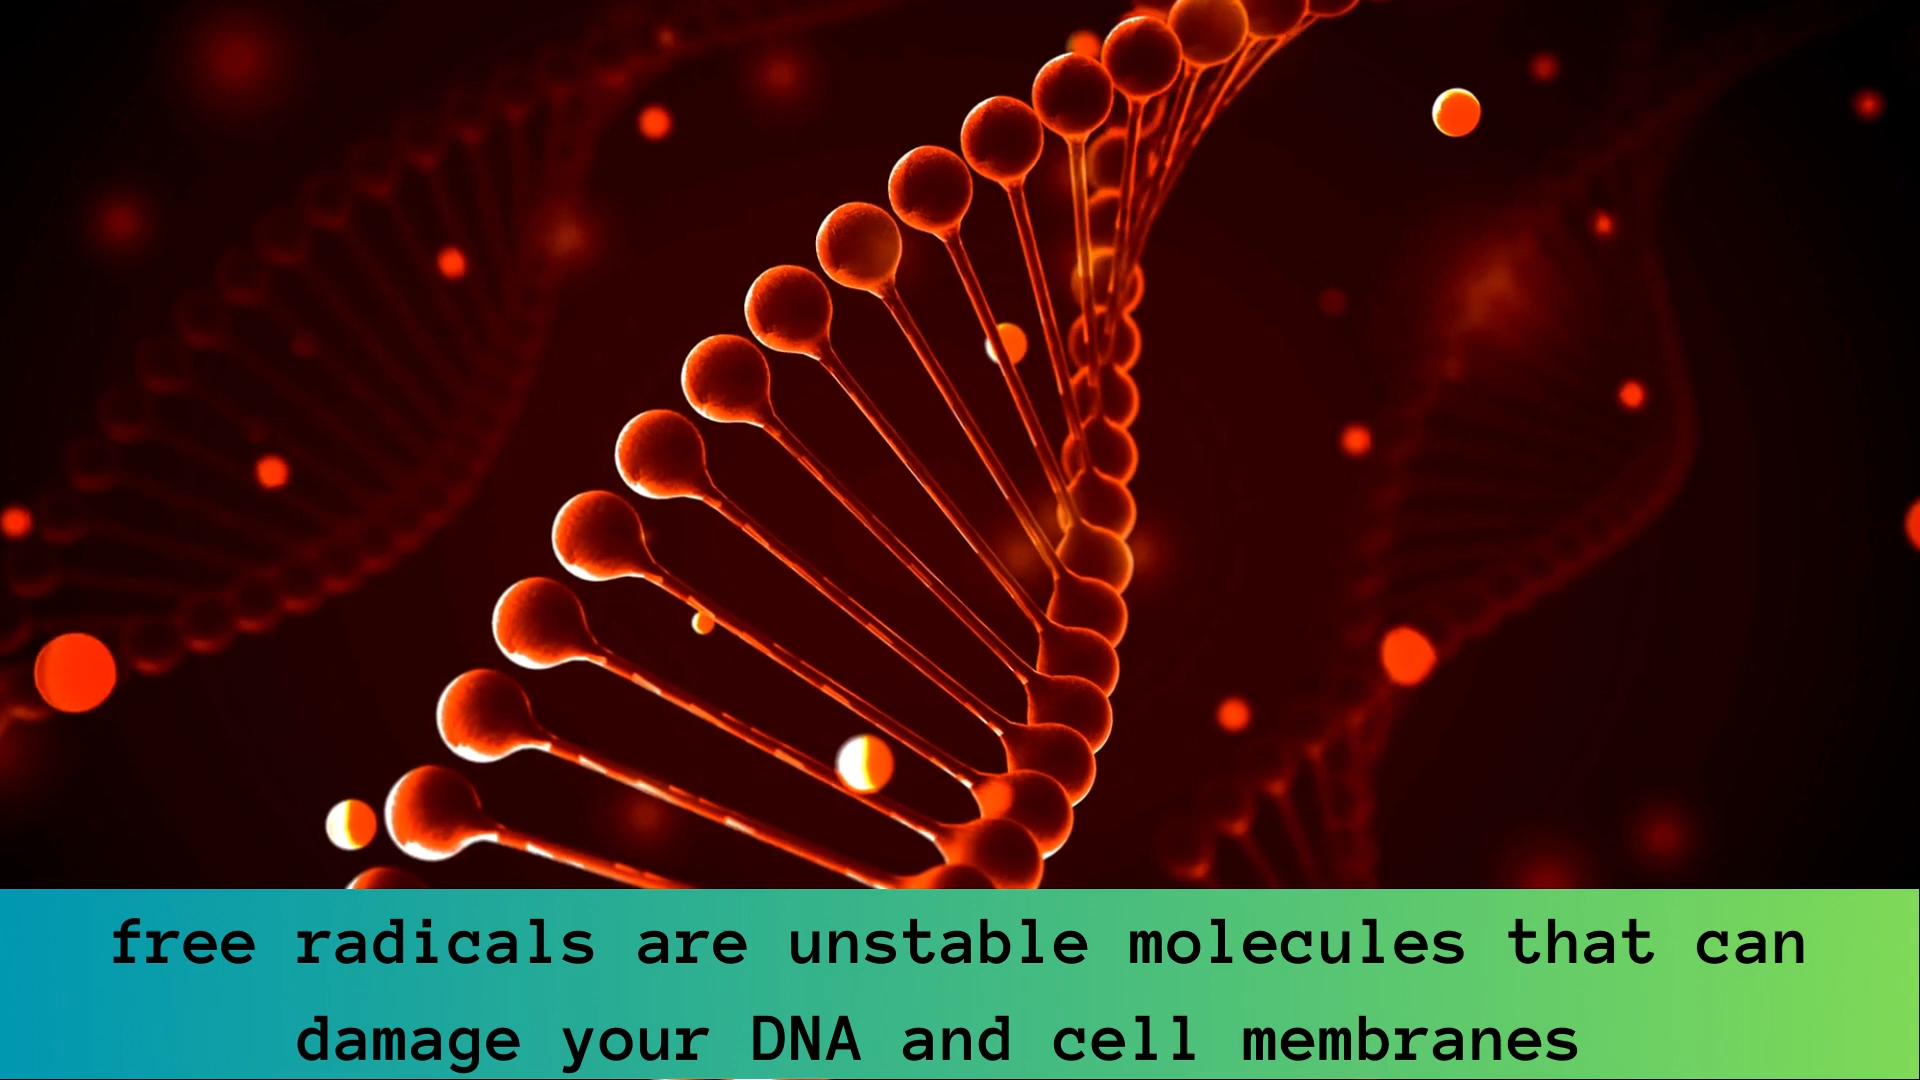 free radicals are unstable molecules that can
damage your DNA and cell membranes